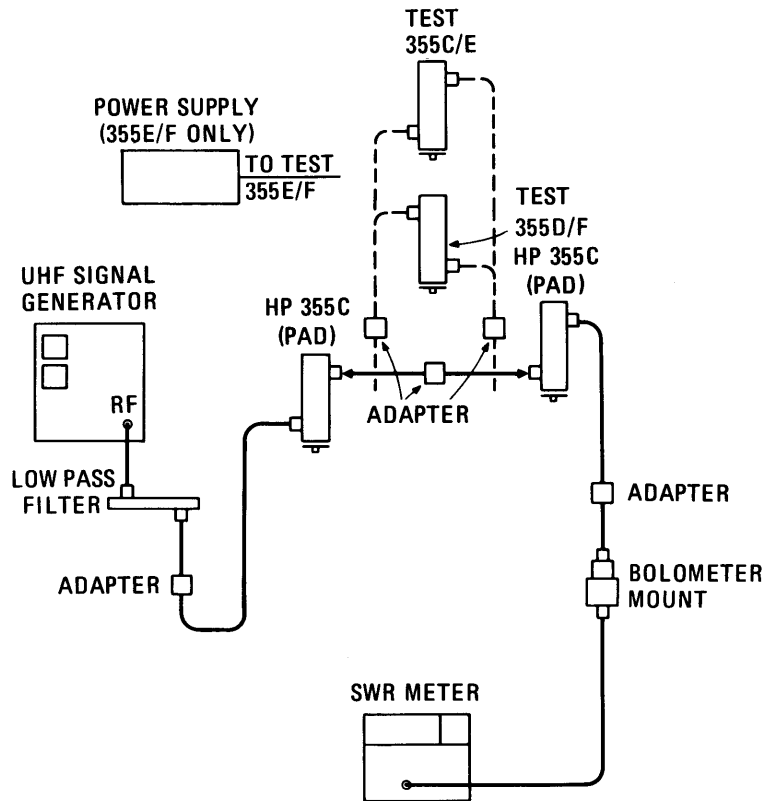 TEST
355C/E
POWER SUPPLY
(355E/F ONLY)
TO TEST
355E/F
TEST
355D/F
HP 355C
(PAD)
UHF SIGNAL
GENERATOR
HP 355C
(PAD)
RF
ADAPTER
LOW PASS
FILTER
ADAPTER
ADAPTER
BOLOMETER
MOUNT
SWR METER